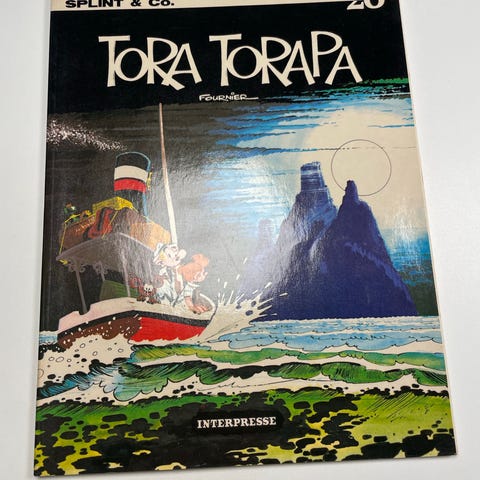 SPLINT & Co.
20
TORA TORAPA
FOURNIER
INTERPRESSE